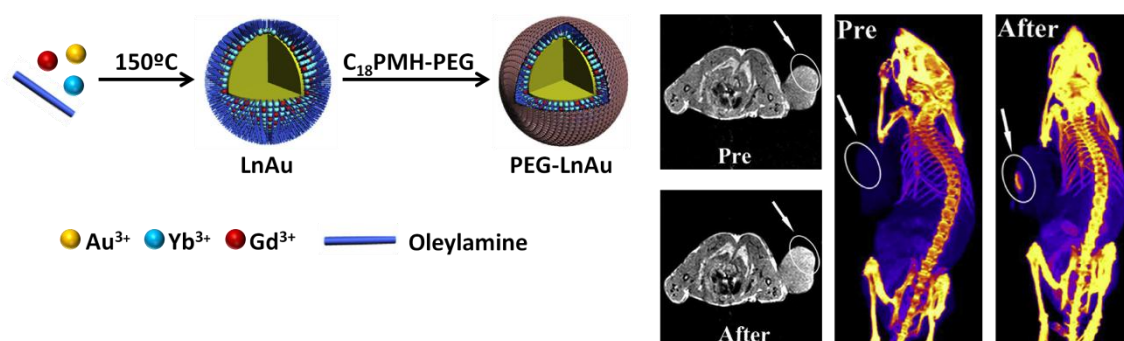 150ºC
C₁₈PMH-PEG
LnAu
PEG-LnAu
Au³⁺ Yb³⁺ Gd³⁺ Oleylamine
Pre
After
Pre
After